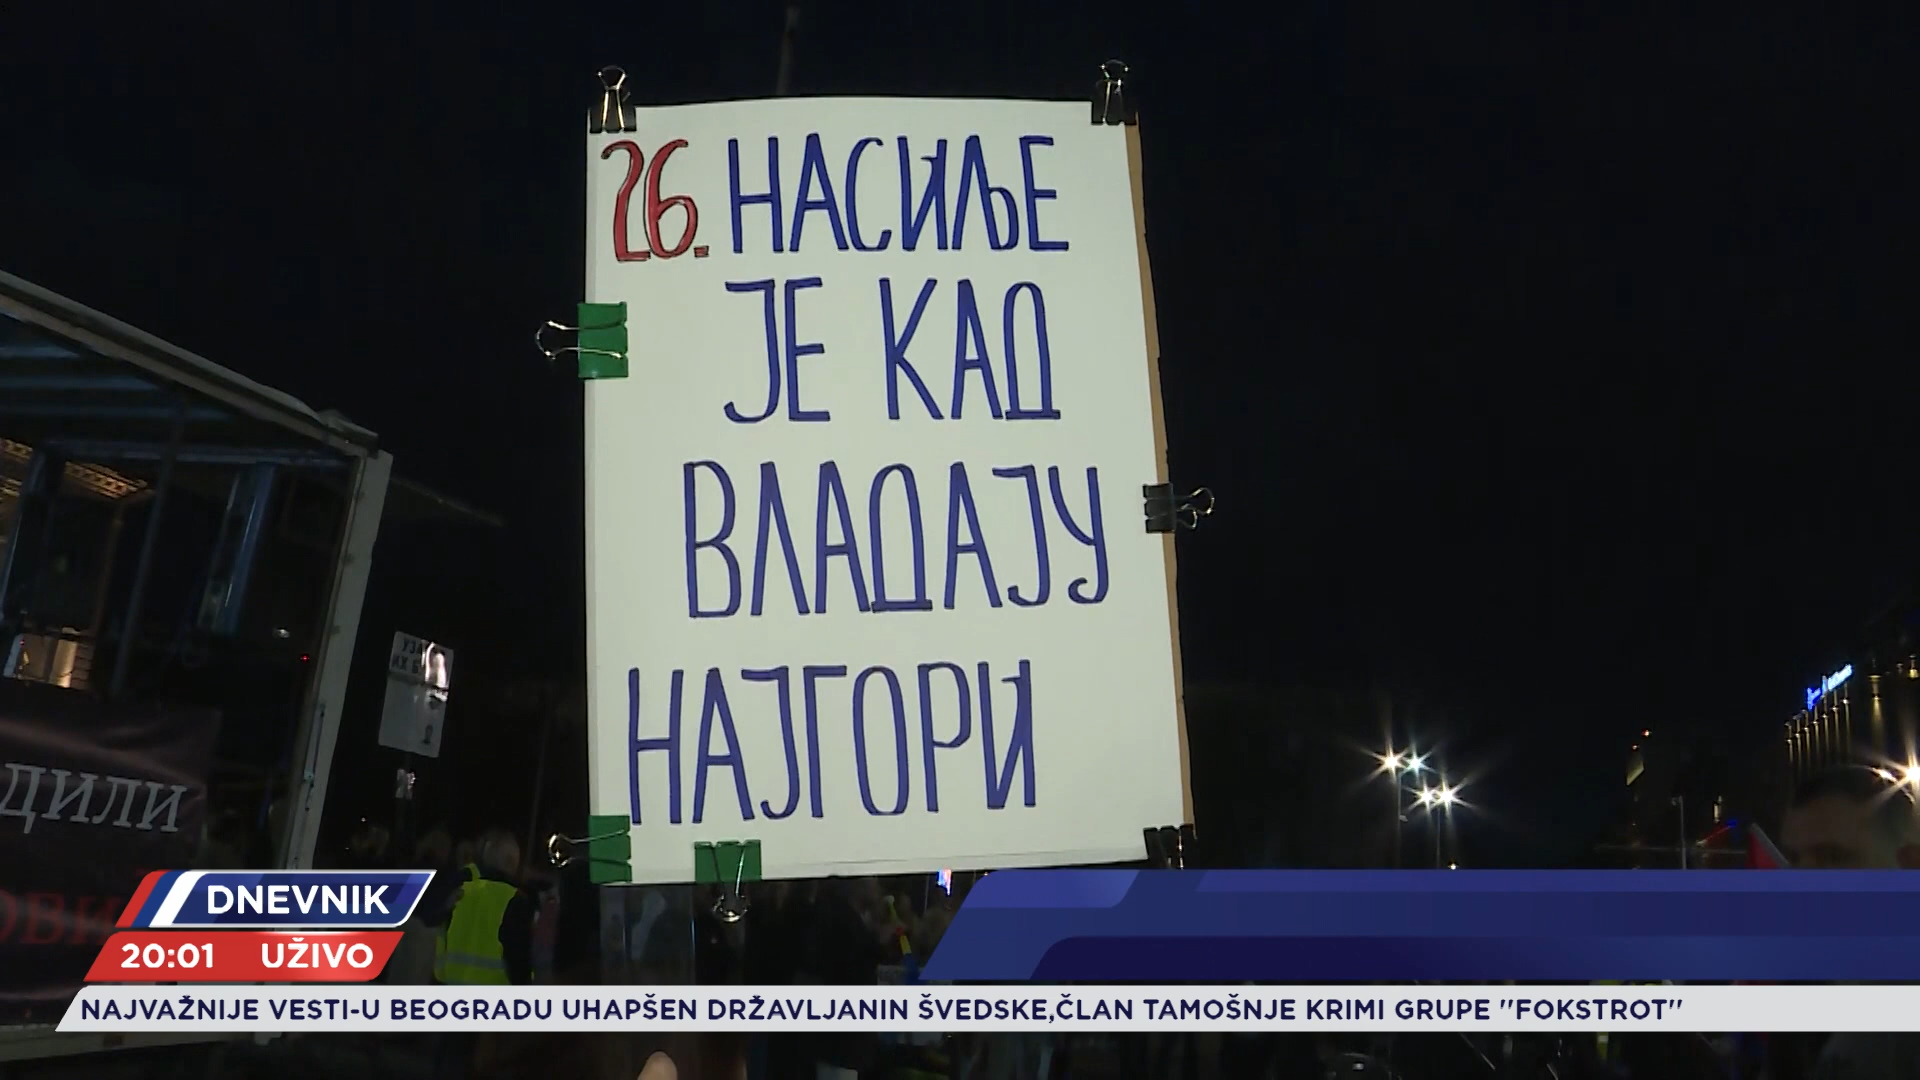 26. НАСИЉЕ
ЈЕ КАД
ВЛАДАЈУ
НАЈГОРИ
ДИЛИ
DNEVNIK
20:01 UŽIVO
NAJVAŽNIJE VESTI-U BEOGRADU UHAPŠEN DRŽAVLJANIN ŠVEDSKE,ČLAN TAMOŠNJE KRIMI GRUPE ''FOKSTROT''